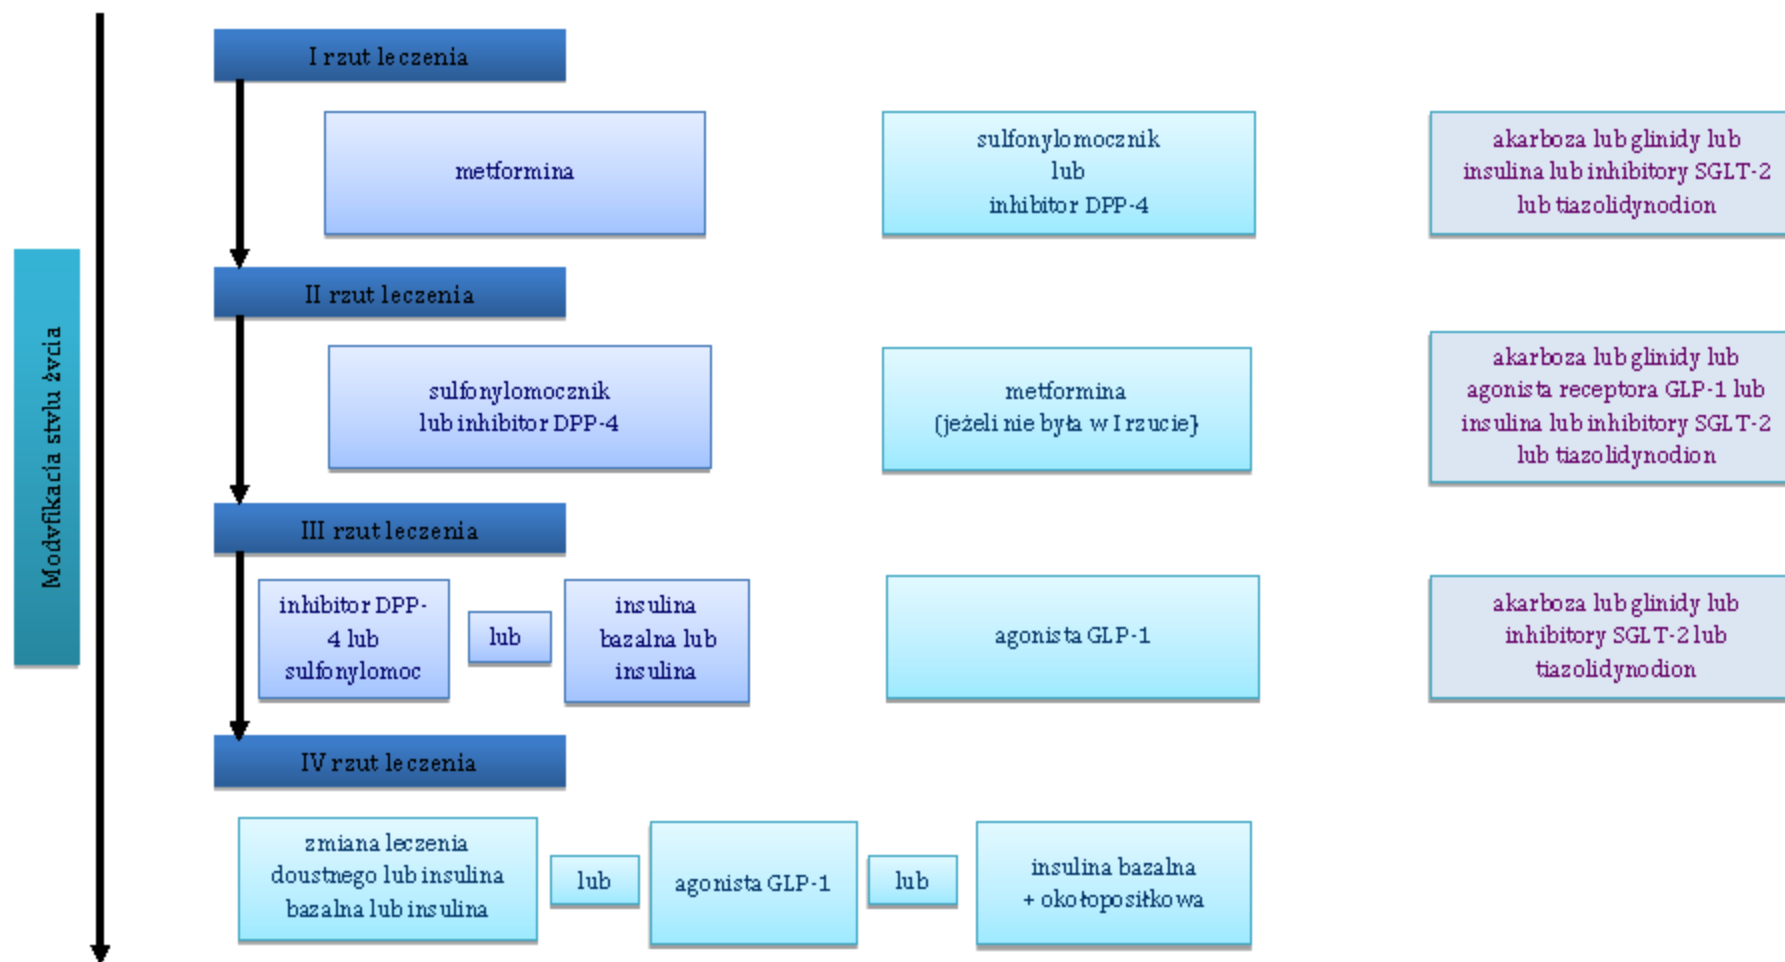 I rzut leczenia
metformina
sulfonylomocznik
lub
inhibitor DPP-4
akarboza lub glinidy lub
insulina lub inhibitory SGLT-2
lub tiazolidynodion
II rzut leczenia
sulfonylomocznik
lub inhibitor DPP-4
metformina
(jeżeli nie była w I rzucie}
akarboza lub glinidy lub
agonista receptora GLP-1 lub
insulina lub inhibitory SGLT-2
lub tiazolidynodion
Modyfikacja stylu życia
III rzut leczenia
inhibitor DPP-
4 lub
sulfonylomoc
lub
insulina
bazalna lub
insulina
agonista GLP-1
akarboza lub glinidy lub
inhibitory SGLT-2 lub
tiazolidynodion
IV rzut leczenia
zmiana leczenia
doustnego lub insulina
bazalna lub insulina
lub
agonista GLP-1
lub
insulina bazalna
+ okołoposiłkowa